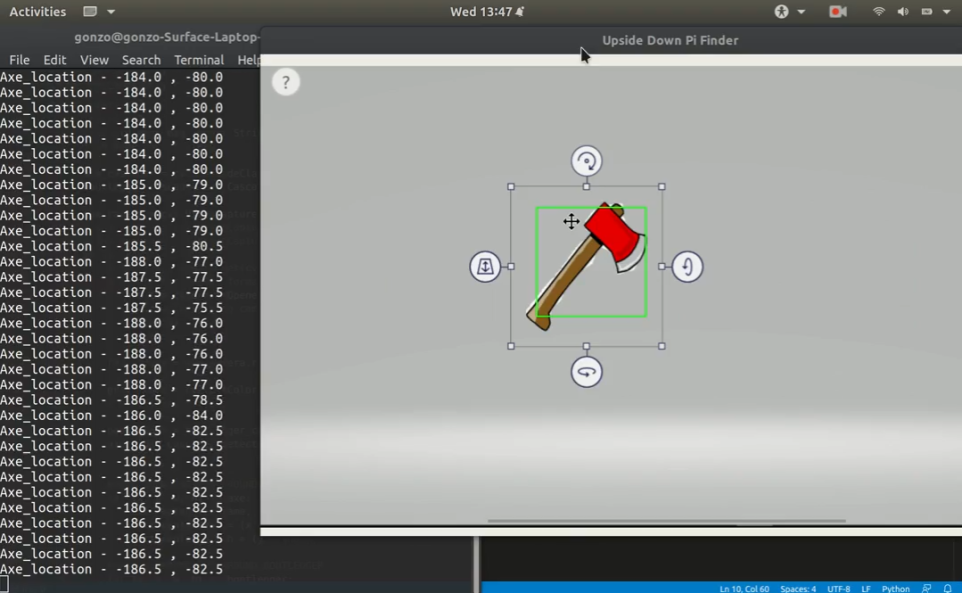 Activities
Wed 13:47
gonzo@gonzo-Surface-Laptop-
Upside Down Pi Finder
File Edit View Search Terminal Help
?
Axe_location - -184.0 , -80.0
Axe_location - -184.0 , -80.0
Axe_location - -184.0 , -80.0
Axe_location - -184.0 , -80.0
Axe_location - -184.0 , -80.0
Axe_location - -184.0 , -80.0
Axe_location - -184.0 , -80.0
Axe_location - -185.0 , -79.0
Axe_location - -185.0 , -79.0
Axe_location - -185.0 , -79.0
Axe_location - -185.0 , -79.0
Axe_location - -185.5 , -80.5
Axe_location - -188.0 , -77.0
Axe_location - -187.5 , -77.5
Axe_location - -187.5 , -77.5
Axe_location - -187.5 , -75.5
Axe_location - -188.0 , -76.0
Axe_location - -188.0 , -76.0
Axe_location - -188.0 , -76.0
Axe_location - -188.0 , -77.0
Axe_location - -188.0 , -77.0
Axe_location - -186.5 , -78.5
Axe_location - -186.0 , -84.0
Axe_location - -186.5 , -82.5
Axe_location - -186.5 , -82.5
Axe_location - -186.5 , -82.5
Axe_location - -186.5 , -82.5
Axe_location - -186.5 , -82.5
Axe_location - -186.5 , -82.5
Axe_location - -186.5 , -82.5
Axe_location - -186.5 , -82.5
Axe_location - -186.5 , -82.5
Axe_location - -186.5 , -82.5
Ln 10, Col 60 Spaces: 4 UTF-8 LF Python